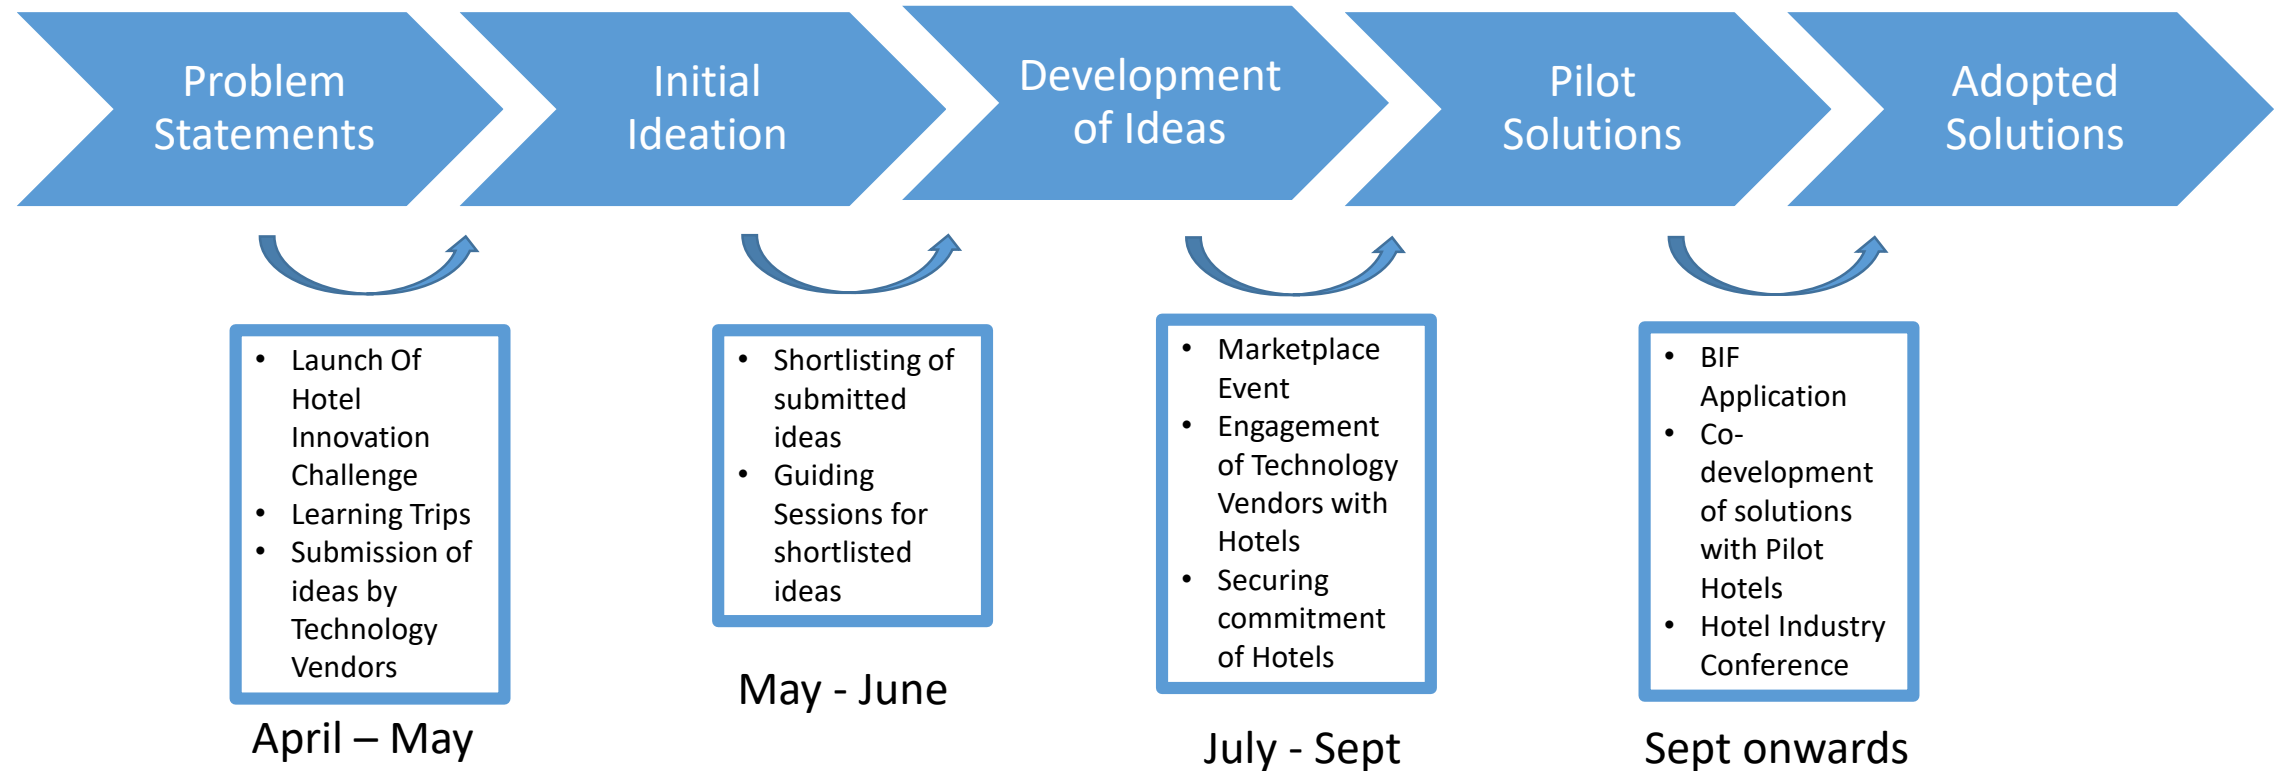 Problem
Statements
Initial
Ideation
Development
of Ideas
Pilot
Solutions
Adopted
Solutions
• Launch Of
Hotel
Innovation
Challenge
• Learning Trips
• Submission of
ideas by
Technology
Vendors
April – May
• Shortlisting of
submitted
ideas
• Guiding
Sessions for
shortlisted
ideas
May - June
• Marketplace
Event
• Engagement
of Technology
Vendors with
Hotels
• Securing
commitment
of Hotels
July - Sept
• BIF
Application
• Co-
development
of solutions
with Pilot
Hotels
• Hotel Industry
Conference
Sept onwards